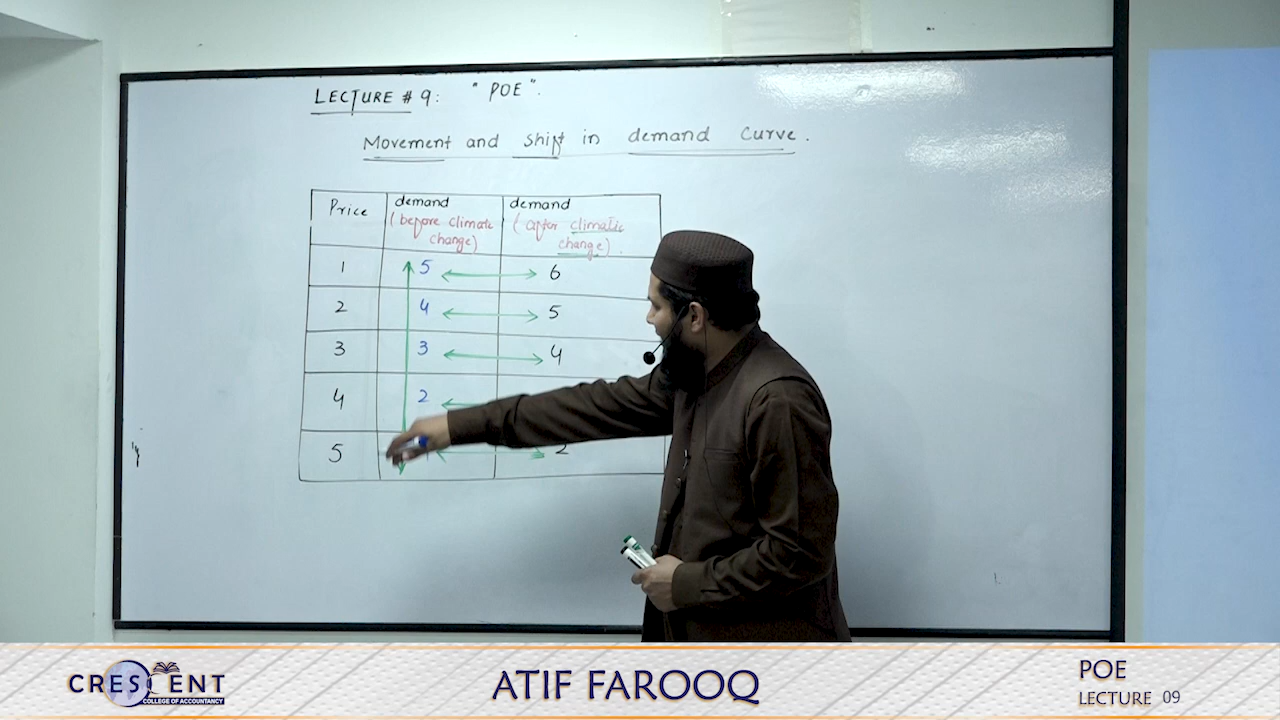 LECTURE # 9: " POE ".
Movement and shift in demand Curve.
Price demand (before climate change) demand (after climatic change).
1 5 6
2 4 5
3 3 4
4 2
5 2
CRESCENT
COLLEGE OF ACCOUNTANCY
ATIF FAROOQ
POE
LECTURE 09